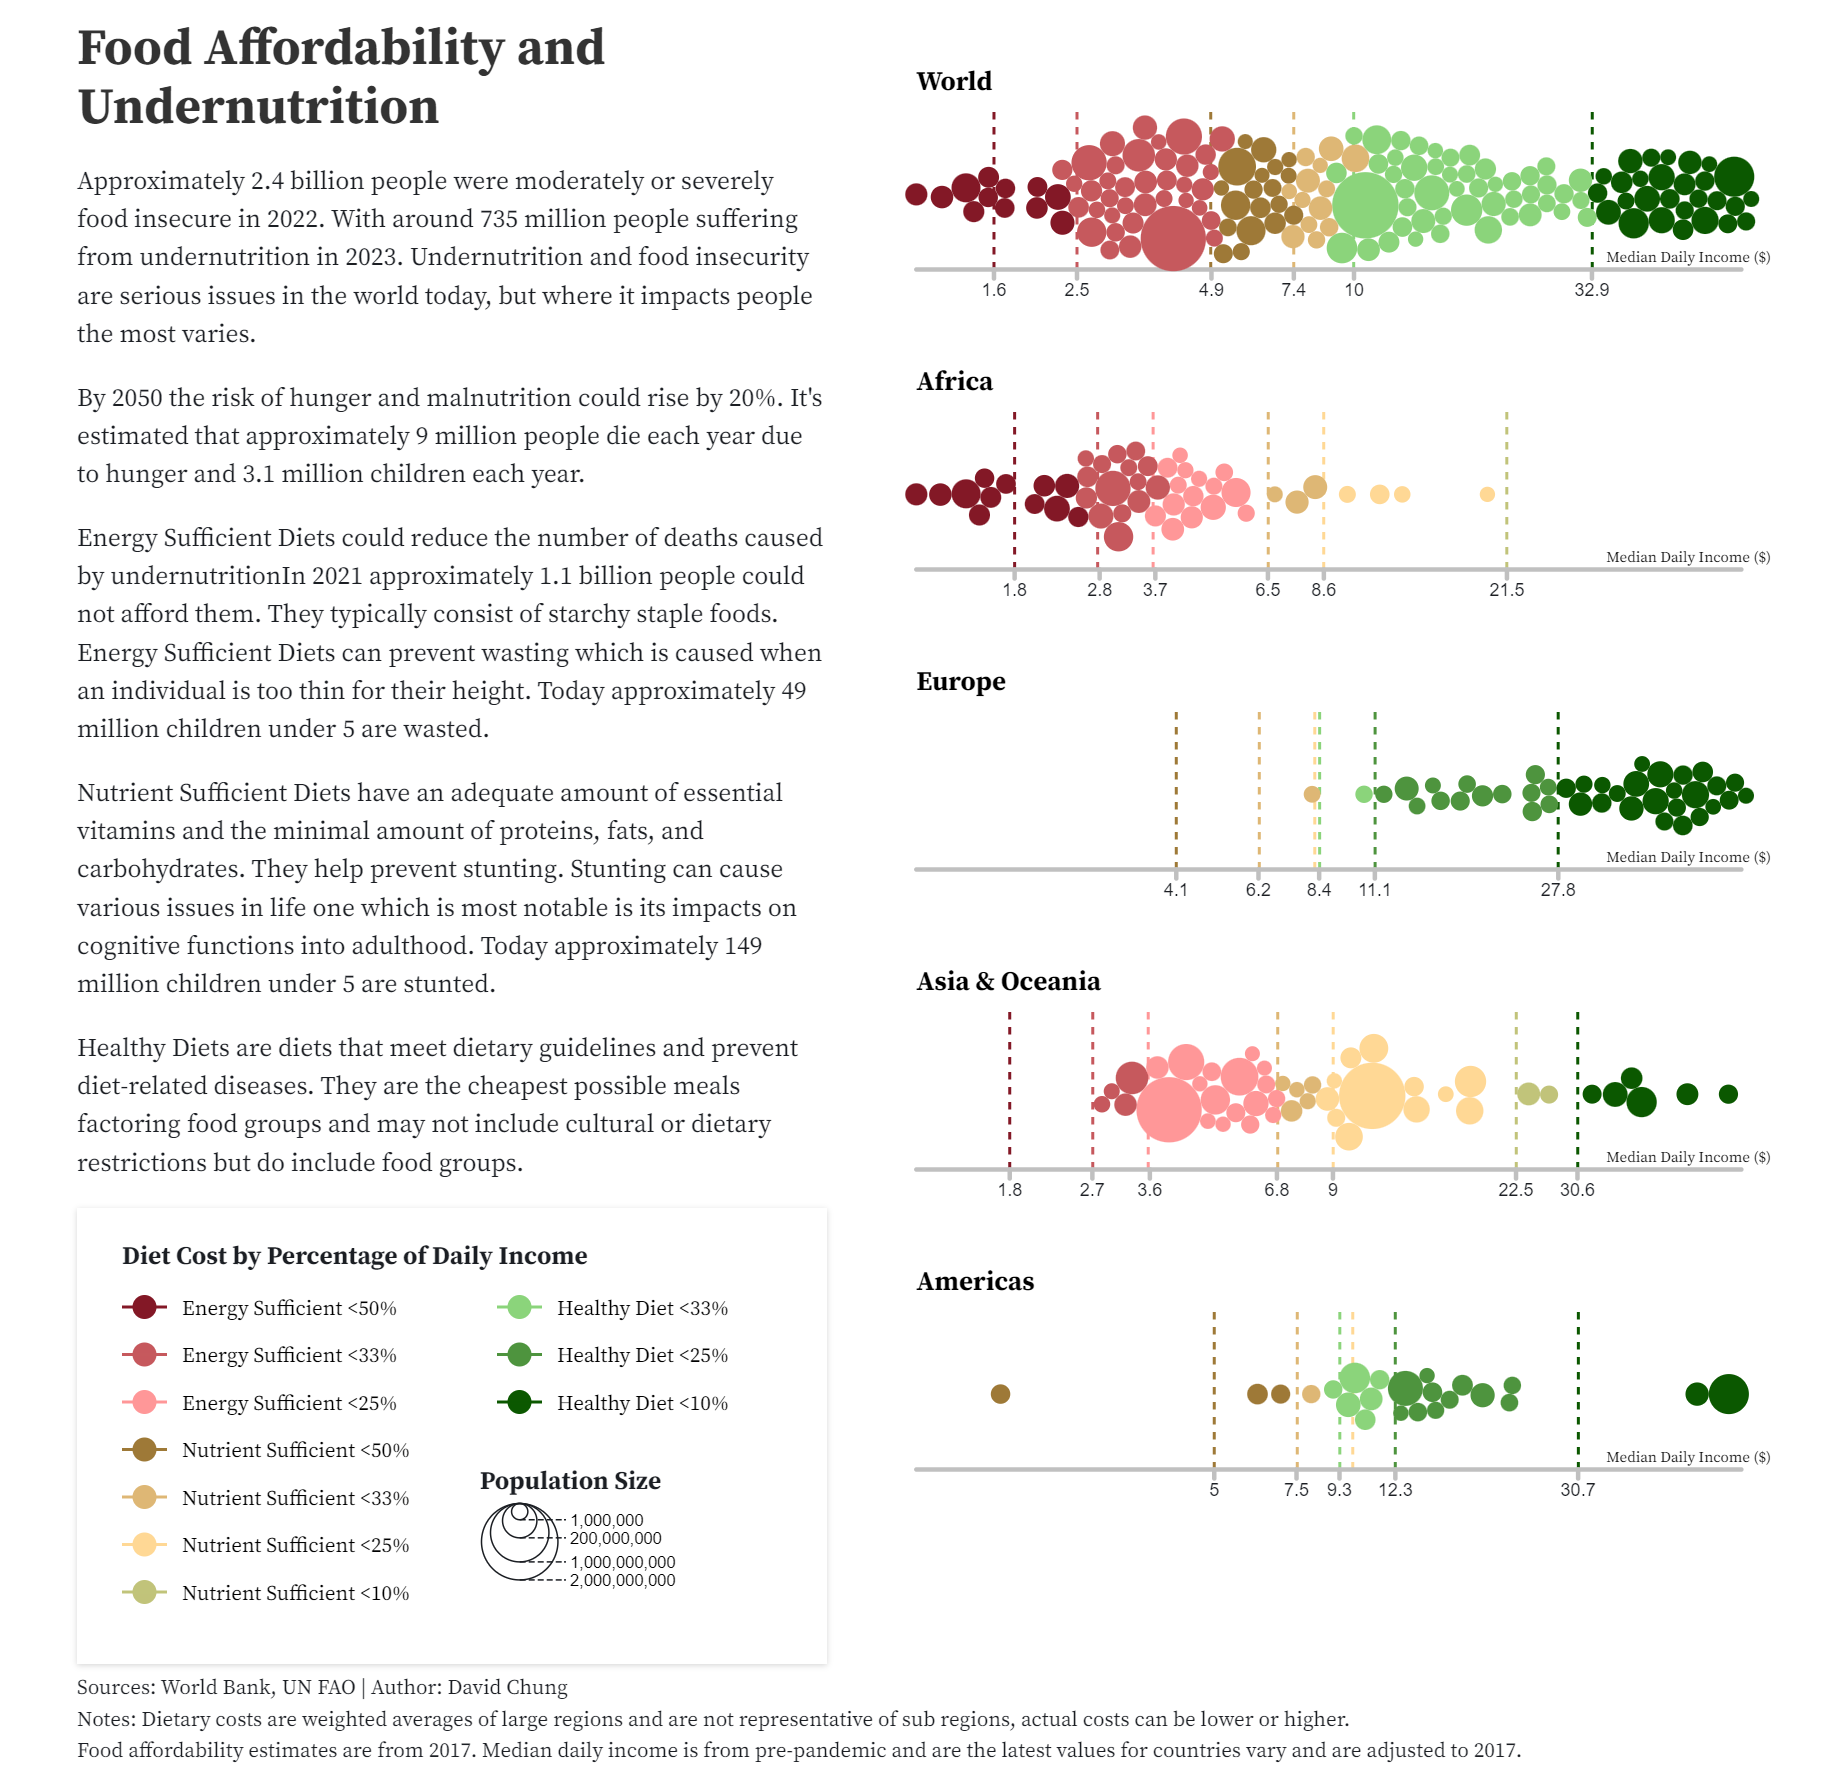 Food Affordability and
Undernutrition
Approximately 2.4 billion people were moderately or severely
food insecure in 2022. With around 735 million people suffering
from undernutrition in 2023. Undernutrition and food insecurity
are serious issues in the world today, but where it impacts people
the most varies.
By 2050 the risk of hunger and malnutrition could rise by 20%. It's
estimated that approximately 9 million people die each year due
to hunger and 3.1 million children each year.
Energy Sufficient Diets could reduce the number of deaths caused
by undernutritionIn 2021 approximately 1.1 billion people could
not afford them. They typically consist of starchy staple foods.
Energy Sufficient Diets can prevent wasting which is caused when
an individual is too thin for their height. Today approximately 49
million children under 5 are wasted.
Nutrient Sufficient Diets have an adequate amount of essential
vitamins and the minimal amount of proteins, fats, and
carbohydrates. They help prevent stunting. Stunting can cause
various issues in life one which is most notable is its impacts on
cognitive functions into adulthood. Today approximately 149
million children under 5 are stunted.
Healthy Diets are diets that meet dietary guidelines and prevent
diet-related diseases. They are the cheapest possible meals
factoring food groups and may not include cultural or dietary
restrictions but do include food groups.
Diet Cost by Percentage of Daily Income
Energy Sufficient <50%
Energy Sufficient <33%
Energy Sufficient <25%
Nutrient Sufficient <50%
Nutrient Sufficient <33%
Nutrient Sufficient <25%
Nutrient Sufficient <10%
Healthy Diet <33%
Healthy Diet <25%
Healthy Diet <10%
Population Size
1,000,000
200,000,000
1,000,000,000
2,000,000,000
World
Median Daily Income ($)
1.6 2.5 4.9 7.4 10 32.9
Africa
Median Daily Income ($)
1.8 2.8 3.7 6.5 8.6 21.5
Europe
Median Daily Income ($)
4.1 6.2 8.4 11.1 27.8
Asia & Oceania
Median Daily Income ($)
1.8 2.7 3.6 6.8 9 22.5 30.6
Americas
Median Daily Income ($)
5 7.5 9.3 12.3 30.7
Sources: World Bank, UN FAO | Author: David Chung
Notes: Dietary costs are weighted averages of large regions and are not representative of sub regions, actual costs can be lower or higher.
Food affordability estimates are from 2017. Median daily income is from pre-pandemic and are the latest values for countries vary and are adjusted to 2017.